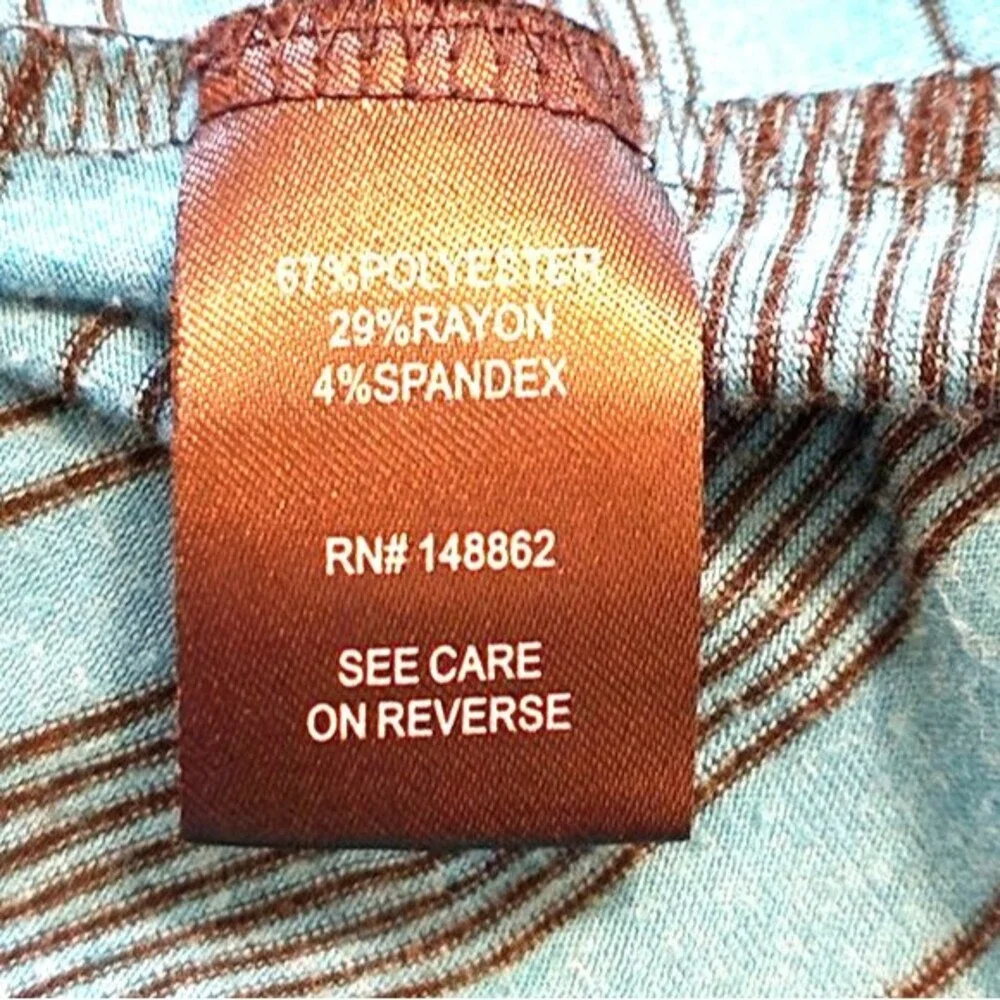 67%POLYESTER
29%RAYON
4%SPANDEX
RN# 148862
SEE CARE
ON REVERSE